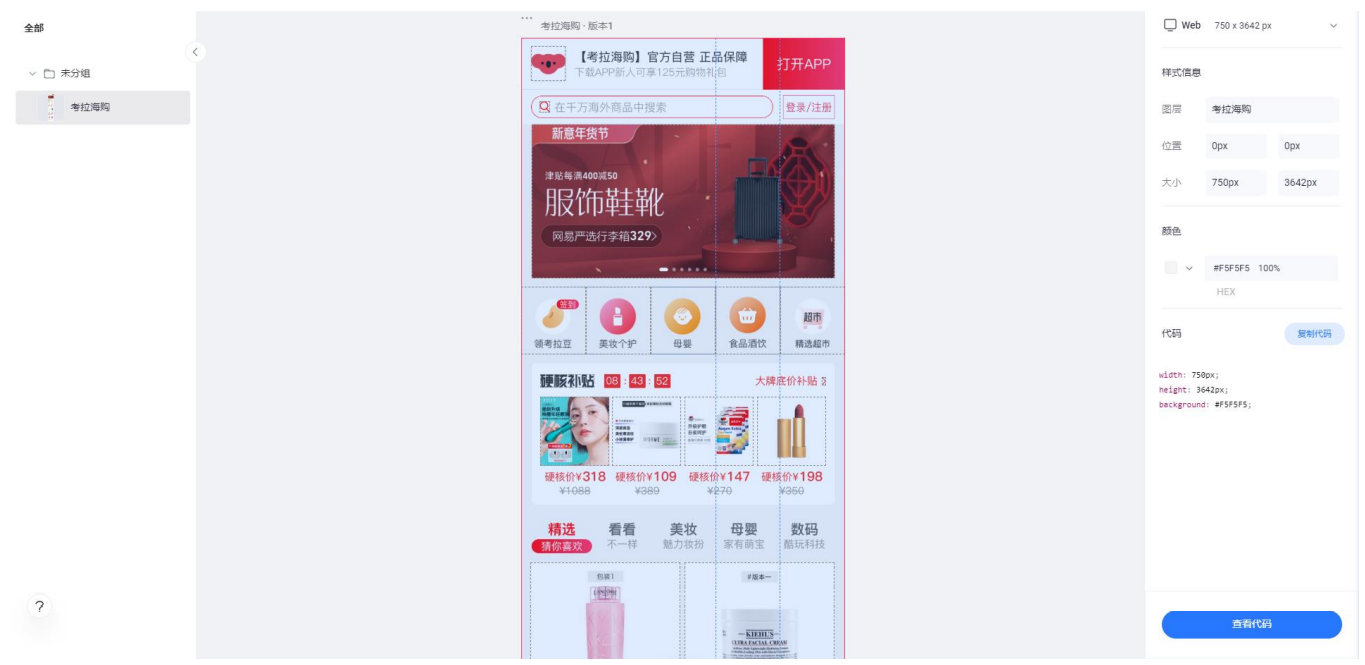 全部
未分组
考拉海购
?
考拉海购 - 版本1
【考拉海购】官方自营 正品保障
下载APP新人可享125元购物礼包
打开APP
在千万海外商品中搜索
登录/注册
新意年货节
津贴每满400减50
服饰鞋靴
网易严选行李箱329>
签到
超市
领考拉豆 美妆个护 母婴 食品酒饮 精选超市
硬核补贴 08 : 43 : 52 大牌底价补贴
硬核价¥318 硬核价¥109 硬核价¥147 硬核价¥198
¥1088 ¥389 ¥270 ¥350
精选 看看 美妆 母婴 数码
猜你喜欢 不一样 魅力妆扮 家有萌宝 酷玩科技
KIEHL'S
ULTRA FACIAL CREAM
Web 750 x 3642 px
样式信息
图层 考拉海购
位置 0px 0px
大小 750px 3642px
颜色
#F5F5F5 100%
HEX
代码 复制代码
width: 750px;
height: 3642px;
background: #F5F5F5;
查看代码